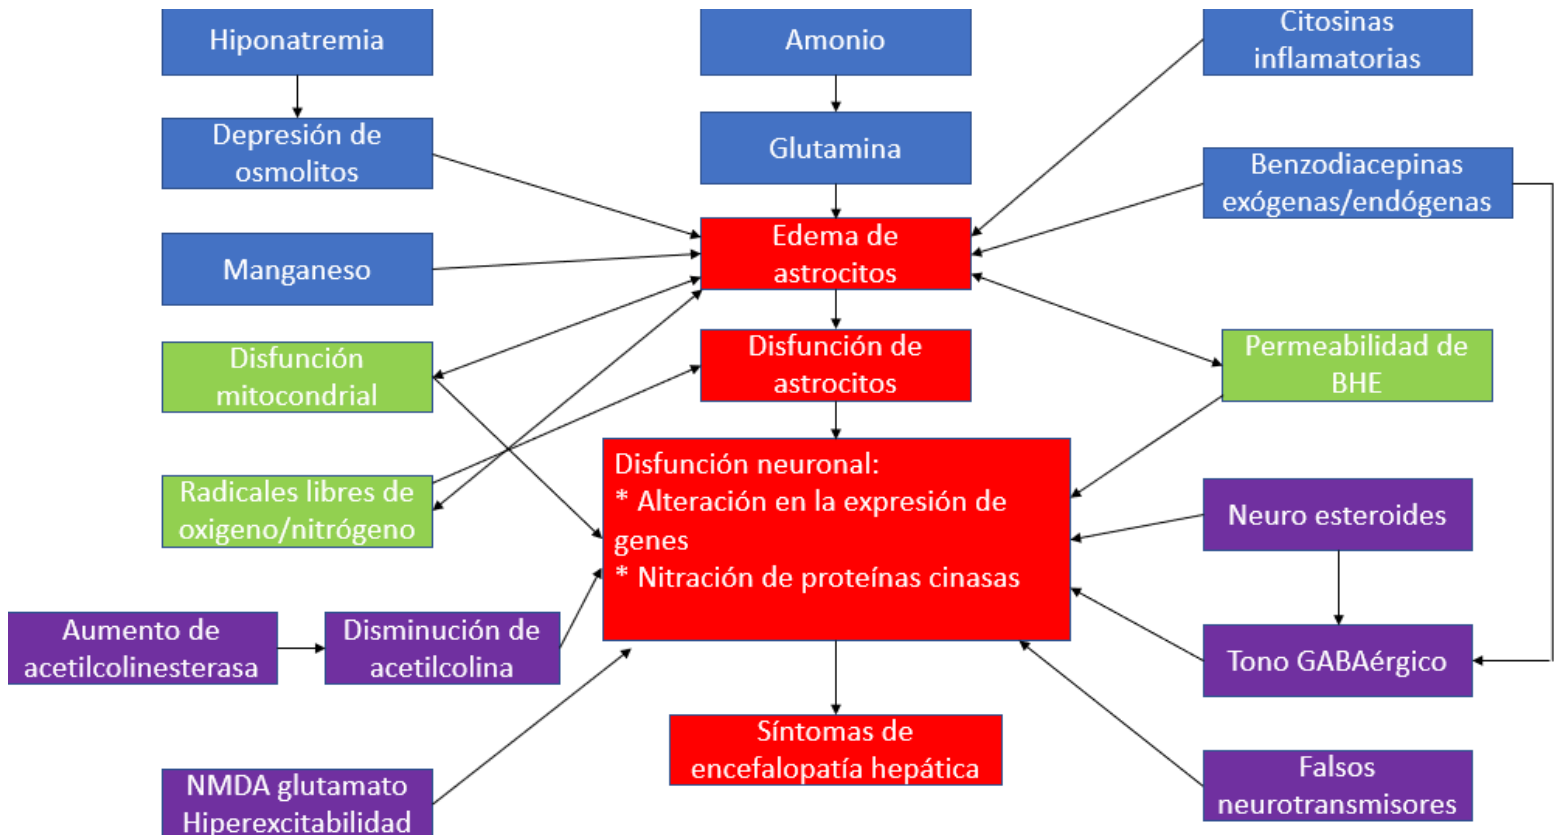 Hiponatremia
Amonio
Citosinas
inflamatorias
Depresión de
osmolitos
Glutamina
Benzodiacepinas
exógenas/endógenas
Edema de
astrocitos
Manganeso
Disfunción
mitocondrial
Disfunción de
astrocitos
Permeabilidad de
BHE
Disfunción neuronal:
* Alteración en la expresión de
genes
* Nitración de proteínas cinasas
Radicales libres de
oxigeno/nitrógeno
Neuro esteroides
Aumento de
acetilcolinesterasa
Disminución de
acetilcolina
Tono GABAérgico
Síntomas de
encefalopatía hepática
NMDA glutamato
Hiperexcitabilidad
Falsos
neurotransmisores